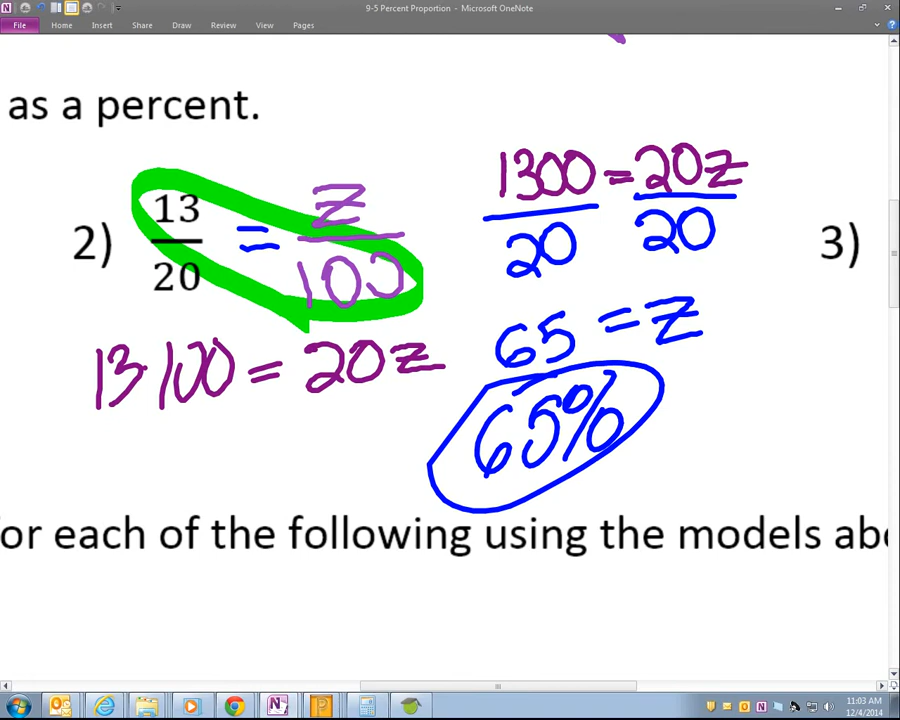 9-5 Percent Proportion - Microsoft OneNote
File Home Insert Share Draw Review View History Pages
as a percent.
2) 13/20 = z/100
13·100 = 20z
1300/20 = 20z/20
65 = z
65%
3)
or each of the following using the models abo
11:03 AM
12/4/2014